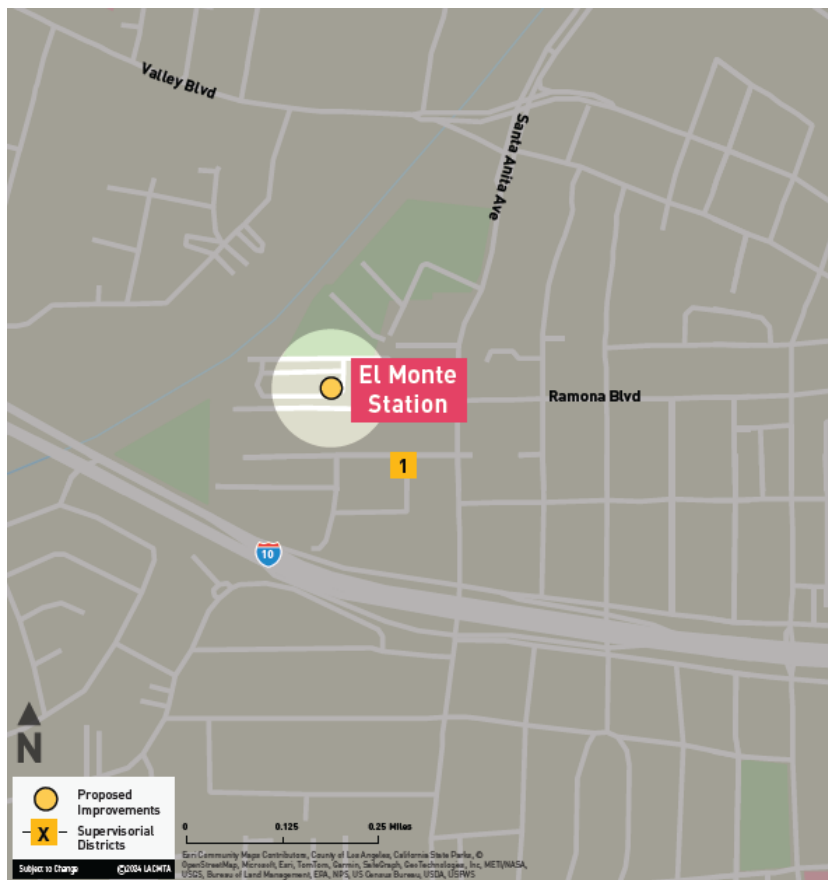 Valley Blvd
Santa Anita Ave
El Monte
Station
Ramona Blvd
1
10
N
Proposed
Improvements
X
Supervisorial
Districts
Subject to Change ©2024 LACMTA
0 0.125 0.25 Miles
Esri Community Maps Contributors, County of Los Angeles, California State Parks, ©
OpenStreetMap, Microsoft, Esri, TomTom, Garmin, SafeGraph, GeoTechnologies, Inc, METI/NASA,
USGS, Bureau of Land Management, EPA, NPS, US Census Bureau, USDA, USFWS